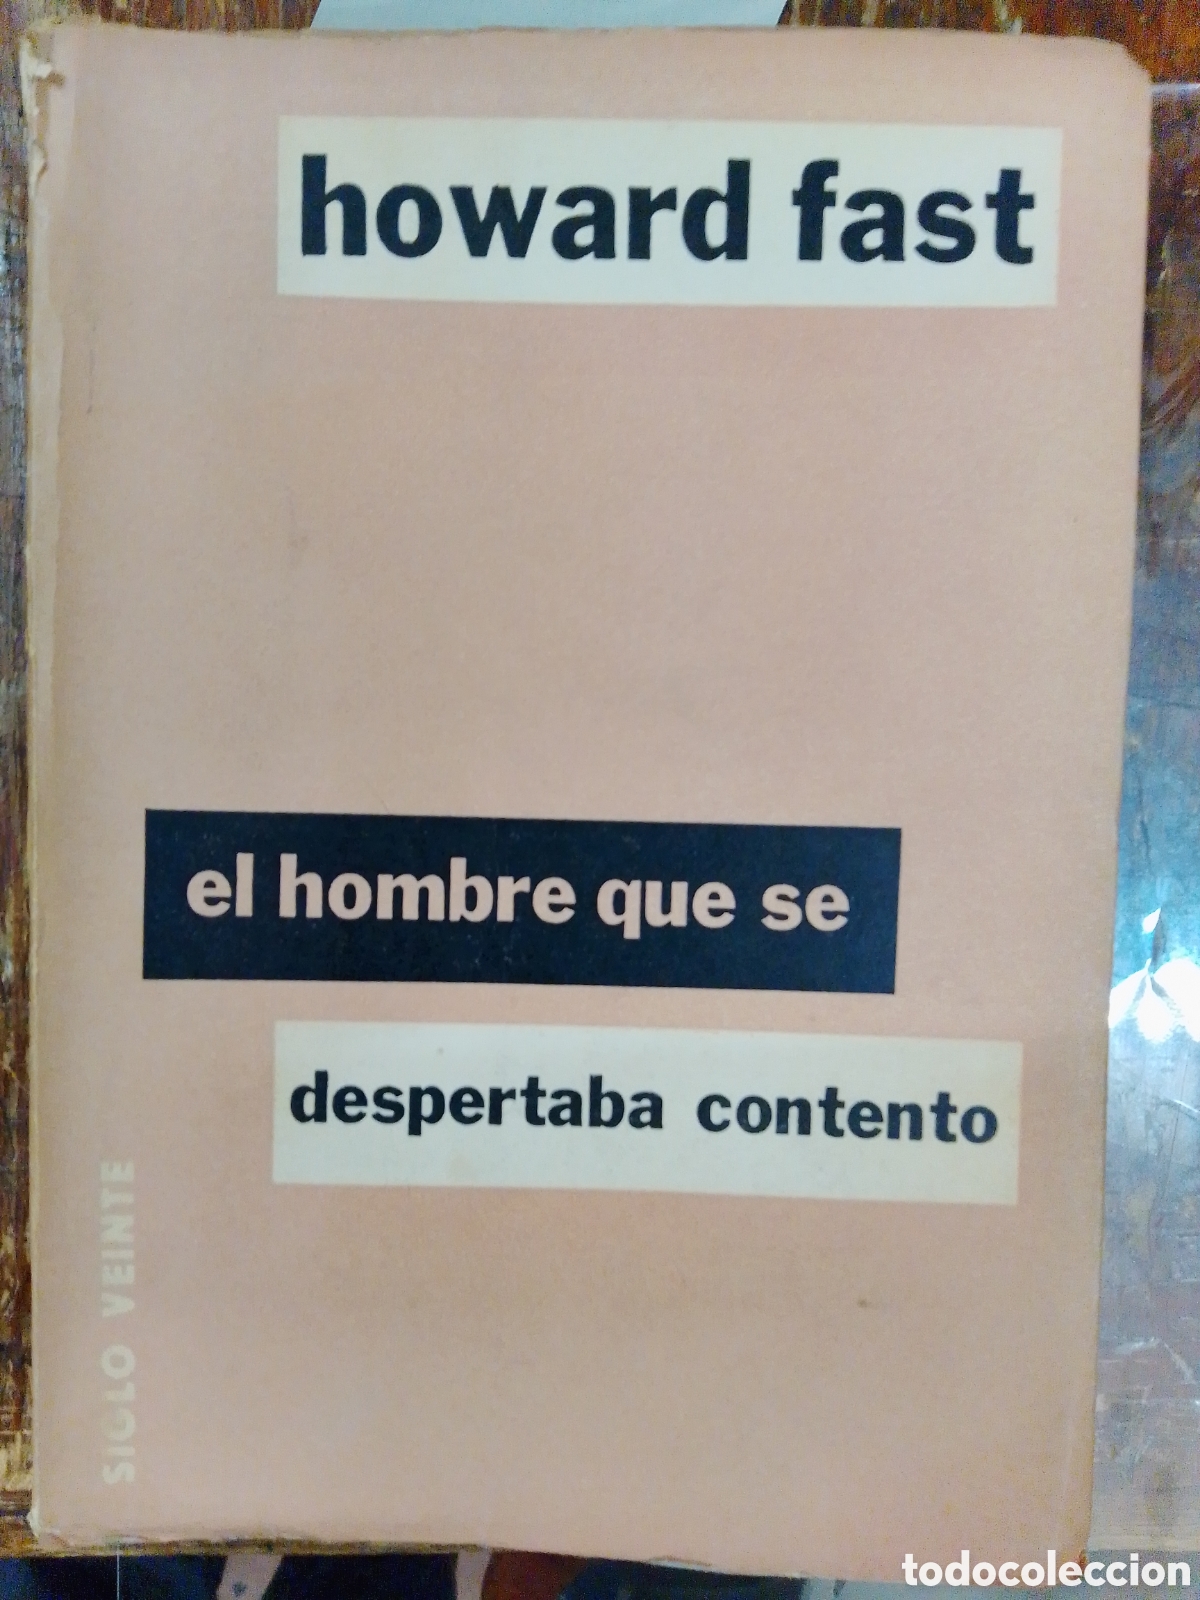 howard fast
el hombre que se
despertaba contento
SIGLO VEINTE
todocoleccion